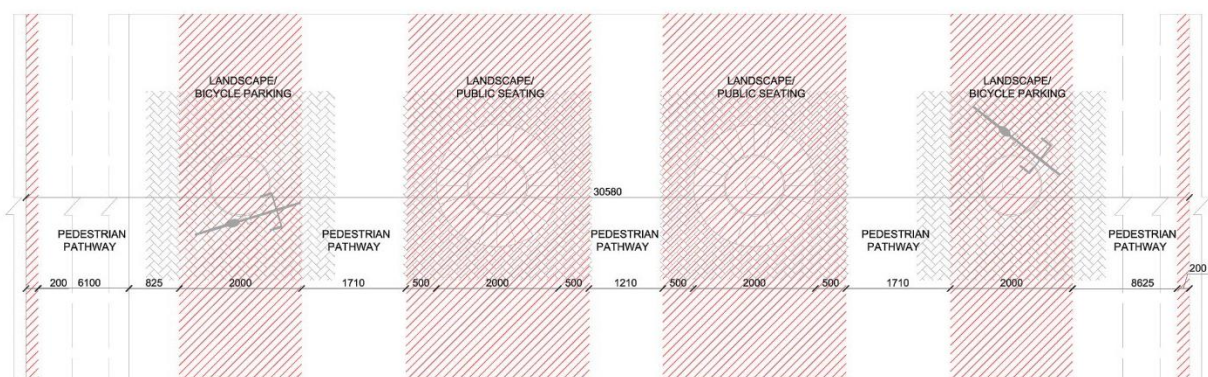 LANDSCAPE/
BICYCLE PARKING
LANDSCAPE/
PUBLIC SEATING
LANDSCAPE/
PUBLIC SEATING
LANDSCAPE/
BICYCLE PARKING
30580
PEDESTRIAN
PATHWAY
PEDESTRIAN
PATHWAY
PEDESTRIAN
PATHWAY
PEDESTRIAN
PATHWAY
PEDESTRIAN
PATHWAY
200 6100 825 2000 1710 500 2000 500 1210 500 2000 500 1710 2000 8625 200